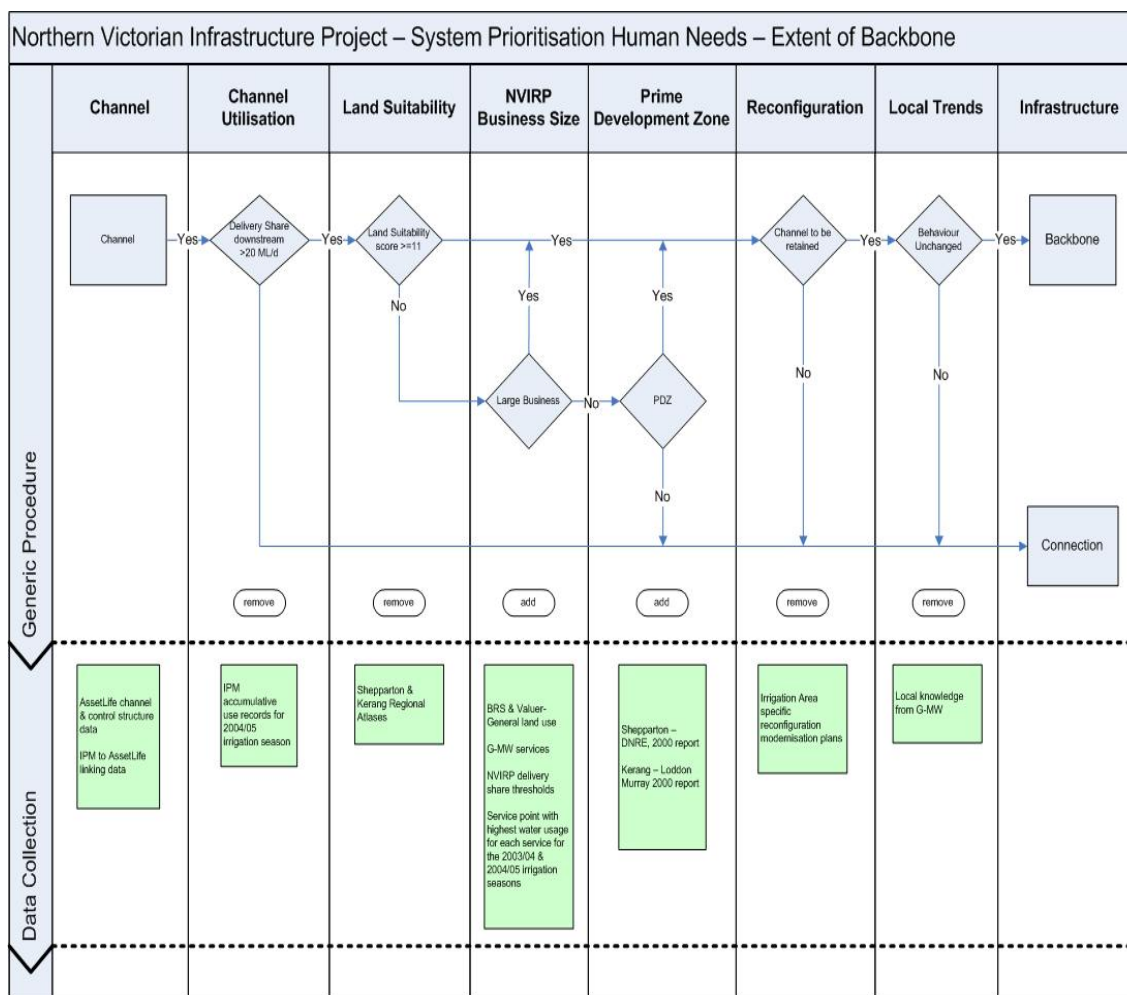 Northern Victorian Infrastructure Project – System Prioritisation Human Needs – Extent of Backbone
Channel
Channel
Utilisation
Land Suitability
NVIRP
Business Size
Prime
Development Zone
Reconfiguration
Local Trends
Infrastructure
Generic Procedure
Channel
Yes
Delivery Share
downstream
>20 ML/d
Yes
Land Suitability
score >=11
Yes
Channel to be
retained
Yes
Behaviour
Unchanged
Yes
Backbone
No
Yes
Yes
No
No
Large Business
No
PDZ
No
Connection
remove
remove
add
add
remove
remove
Data Collection
AssetLife channel
& control structure
data
IPM to AssetLife
linking data
IPM
accumulative
use records for
2004/05
irrigation season
Shepparton &
Kerang Regional
Atlases
BRS & Valuer-
General land use
G-MW services
NVIRP delivery
share thresholds
Service point with
highest water usage
for each service for
the 2003/04 &
2004/05 irrigation
seasons
Shepparton –
DNRE, 2000 report
Kerang – Loddon
Murray 2000 report
Irrigation Area
specific
reconfiguration
modernisation plans
Local knowledge
from G-MW